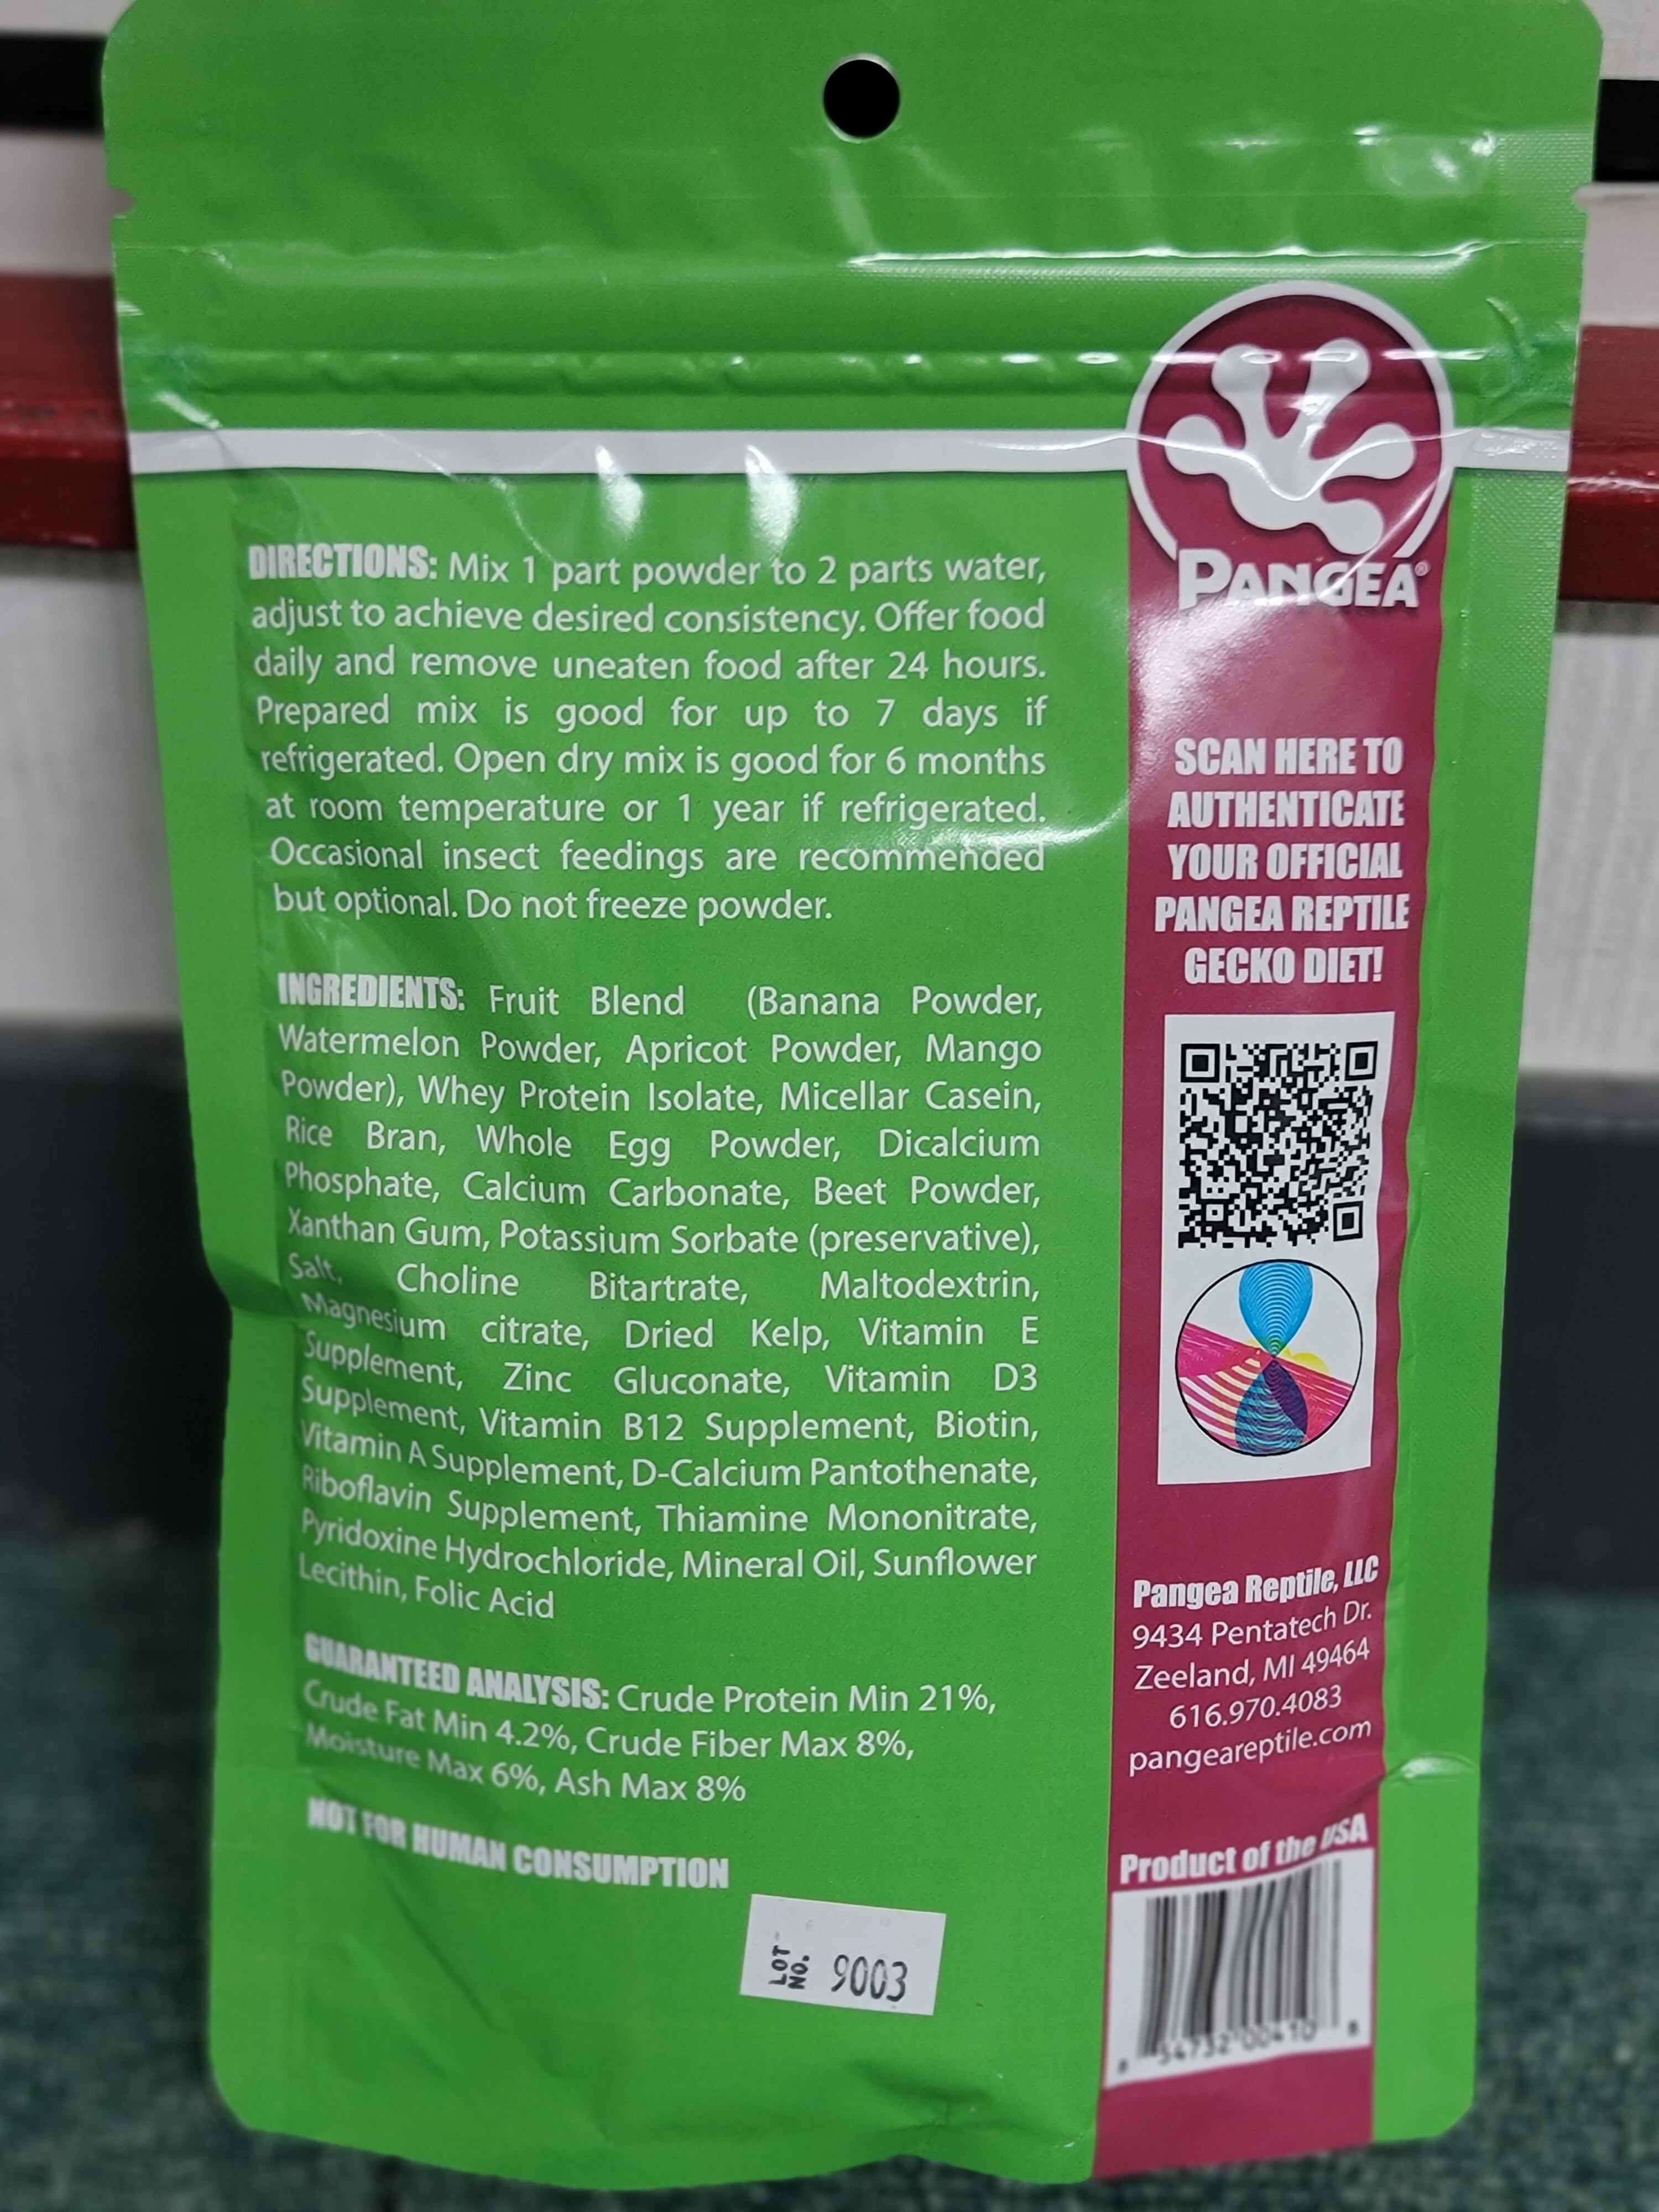 DIRECTIONS: Mix 1 part powder to 2 parts water,
adjust to achieve desired consistency. Offer food
daily and remove uneaten food after 24 hours.
Prepared mix is good for up to 7 days if
refrigerated. Open dry mix is good for 6 months
at room temperature or 1 year if refrigerated.
Occasional insect feedings are recommended
but optional. Do not freeze powder.
INGREDIENTS: Fruit Blend (Banana Powder,
Watermelon Powder, Apricot Powder, Mango
Powder), Whey Protein Isolate, Micellar Casein,
Rice Bran, Whole Egg Powder, Dicalcium
Phosphate, Calcium Carbonate, Beet Powder,
Xanthan Gum, Potassium Sorbate (preservative),
Salt, Choline Bitartrate, Maltodextrin,
Magnesium citrate, Dried Kelp, Vitamin E
Supplement, Zinc Gluconate, Vitamin D3
Supplement, Vitamin B12 Supplement, Biotin,
Vitamin A Supplement, D-Calcium Pantothenate,
Riboflavin Supplement, Thiamine Mononitrate,
Pyridoxine Hydrochloride, Mineral Oil, Sunflower
Lecithin, Folic Acid
GUARANTEED ANALYSIS: Crude Protein Min 21%,
Crude Fat Min 4.2%, Crude Fiber Max 8%,
Moisture Max 6%, Ash Max 8%
NOT FOR HUMAN CONSUMPTION
LOT NO. 9003
PANGEA®
SCAN HERE TO
AUTHENTICATE
YOUR OFFICIAL
PANGEA REPTILE
GECKO DIET!
Pangea Reptile, LLC
9434 Pentatech Dr.
Zeeland, MI 49464
616.970.4083
pangeareptile.com
Product of the USA
8 54732 00410 8